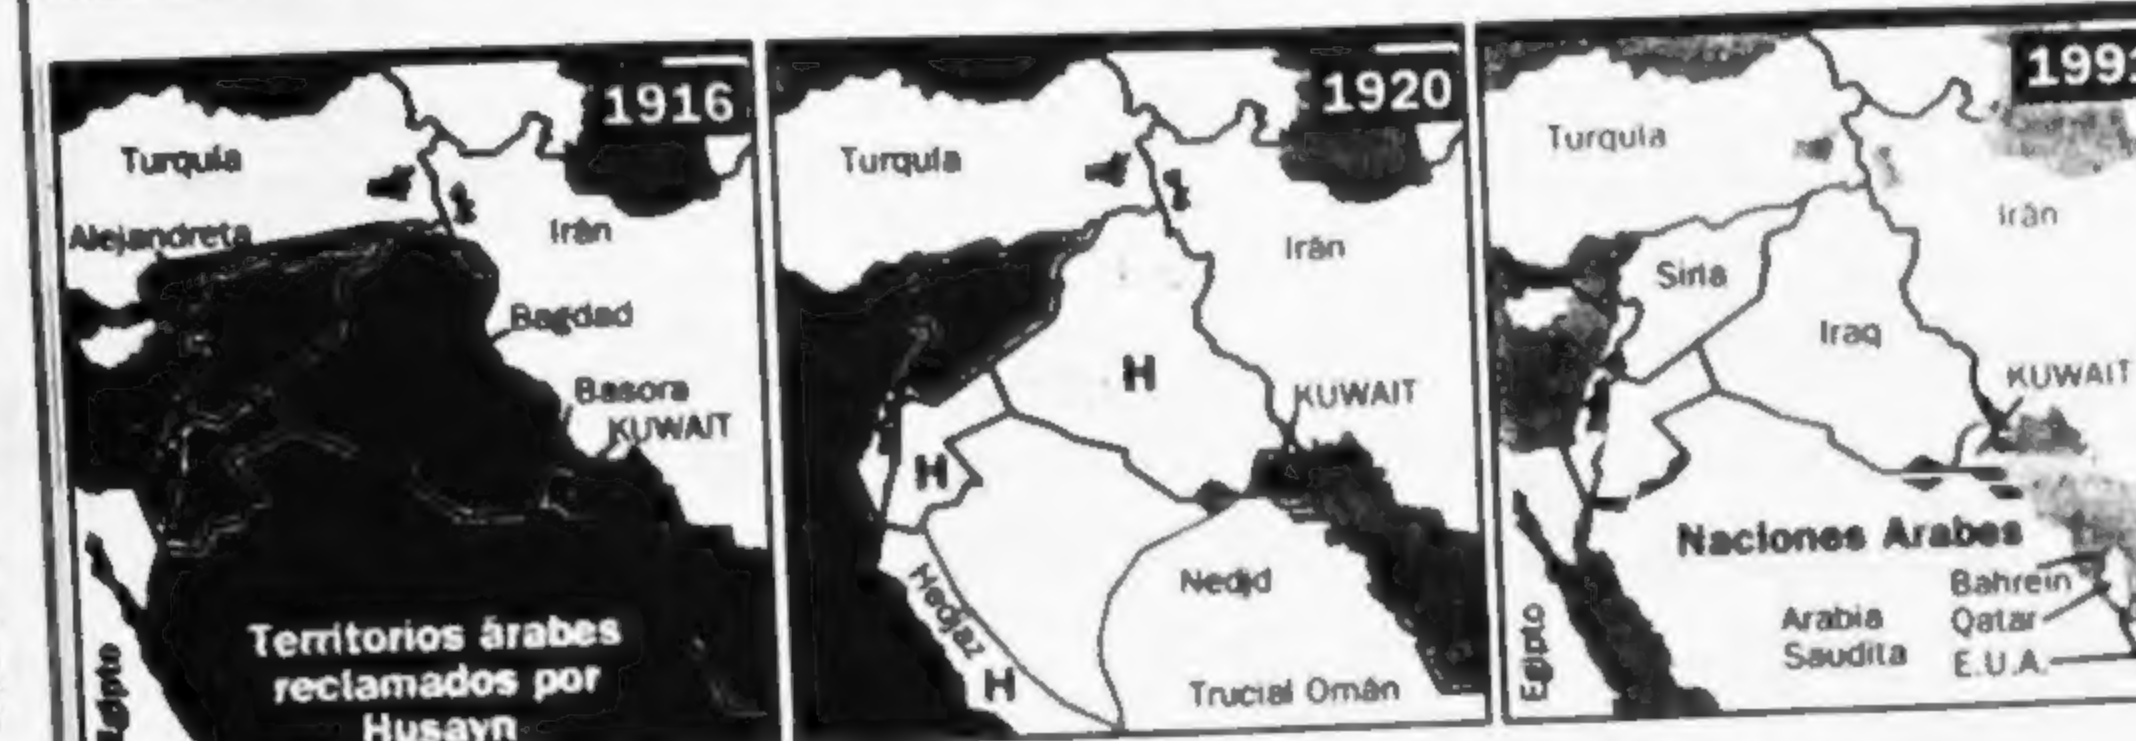 1916
Turquía
Alejandreta
Irán
Bagdad
Basora
KUWAIT
Egipto
Territorios árabes
reclamados por
Husayn
1920
Turquía
Irán
H
KUWAIT
H
Nedjd
Hedjaz
H
Trucial Omán
1991
Turquía
Irán
Siria
Iraq
KUWAIT
Naciones Arabes
Bahrein
Arabia
Saudita
Qatar
E.U.A.
Egipto